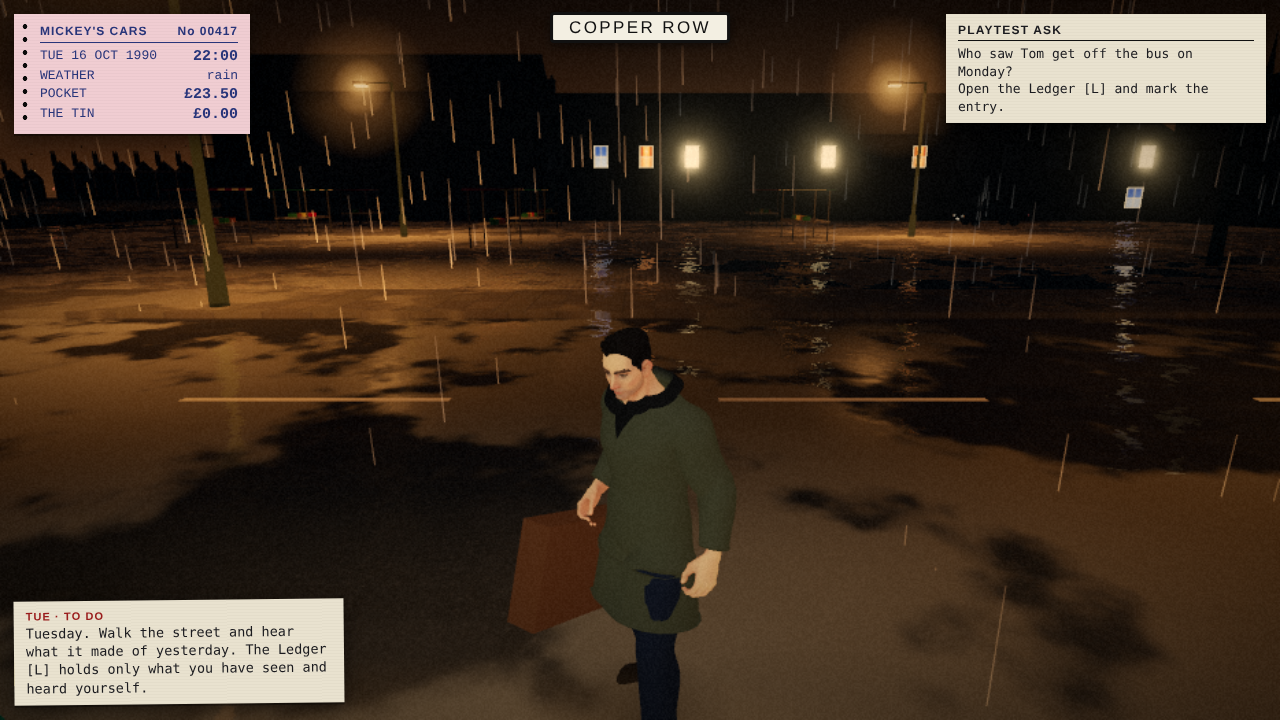 MICKEY'S CARS No 00417
TUE 16 OCT 1990 22:00
WEATHER rain
POCKET £23.50
THE TIN £0.00
COPPER ROW
PLAYTEST ASK
Who saw Tom get off the bus on
Monday?
Open the Ledger [L] and mark the
entry.
TUE · TO DO
Tuesday. Walk the street and hear
what it made of yesterday. The Ledger
[L] holds only what you have seen and
heard yourself.